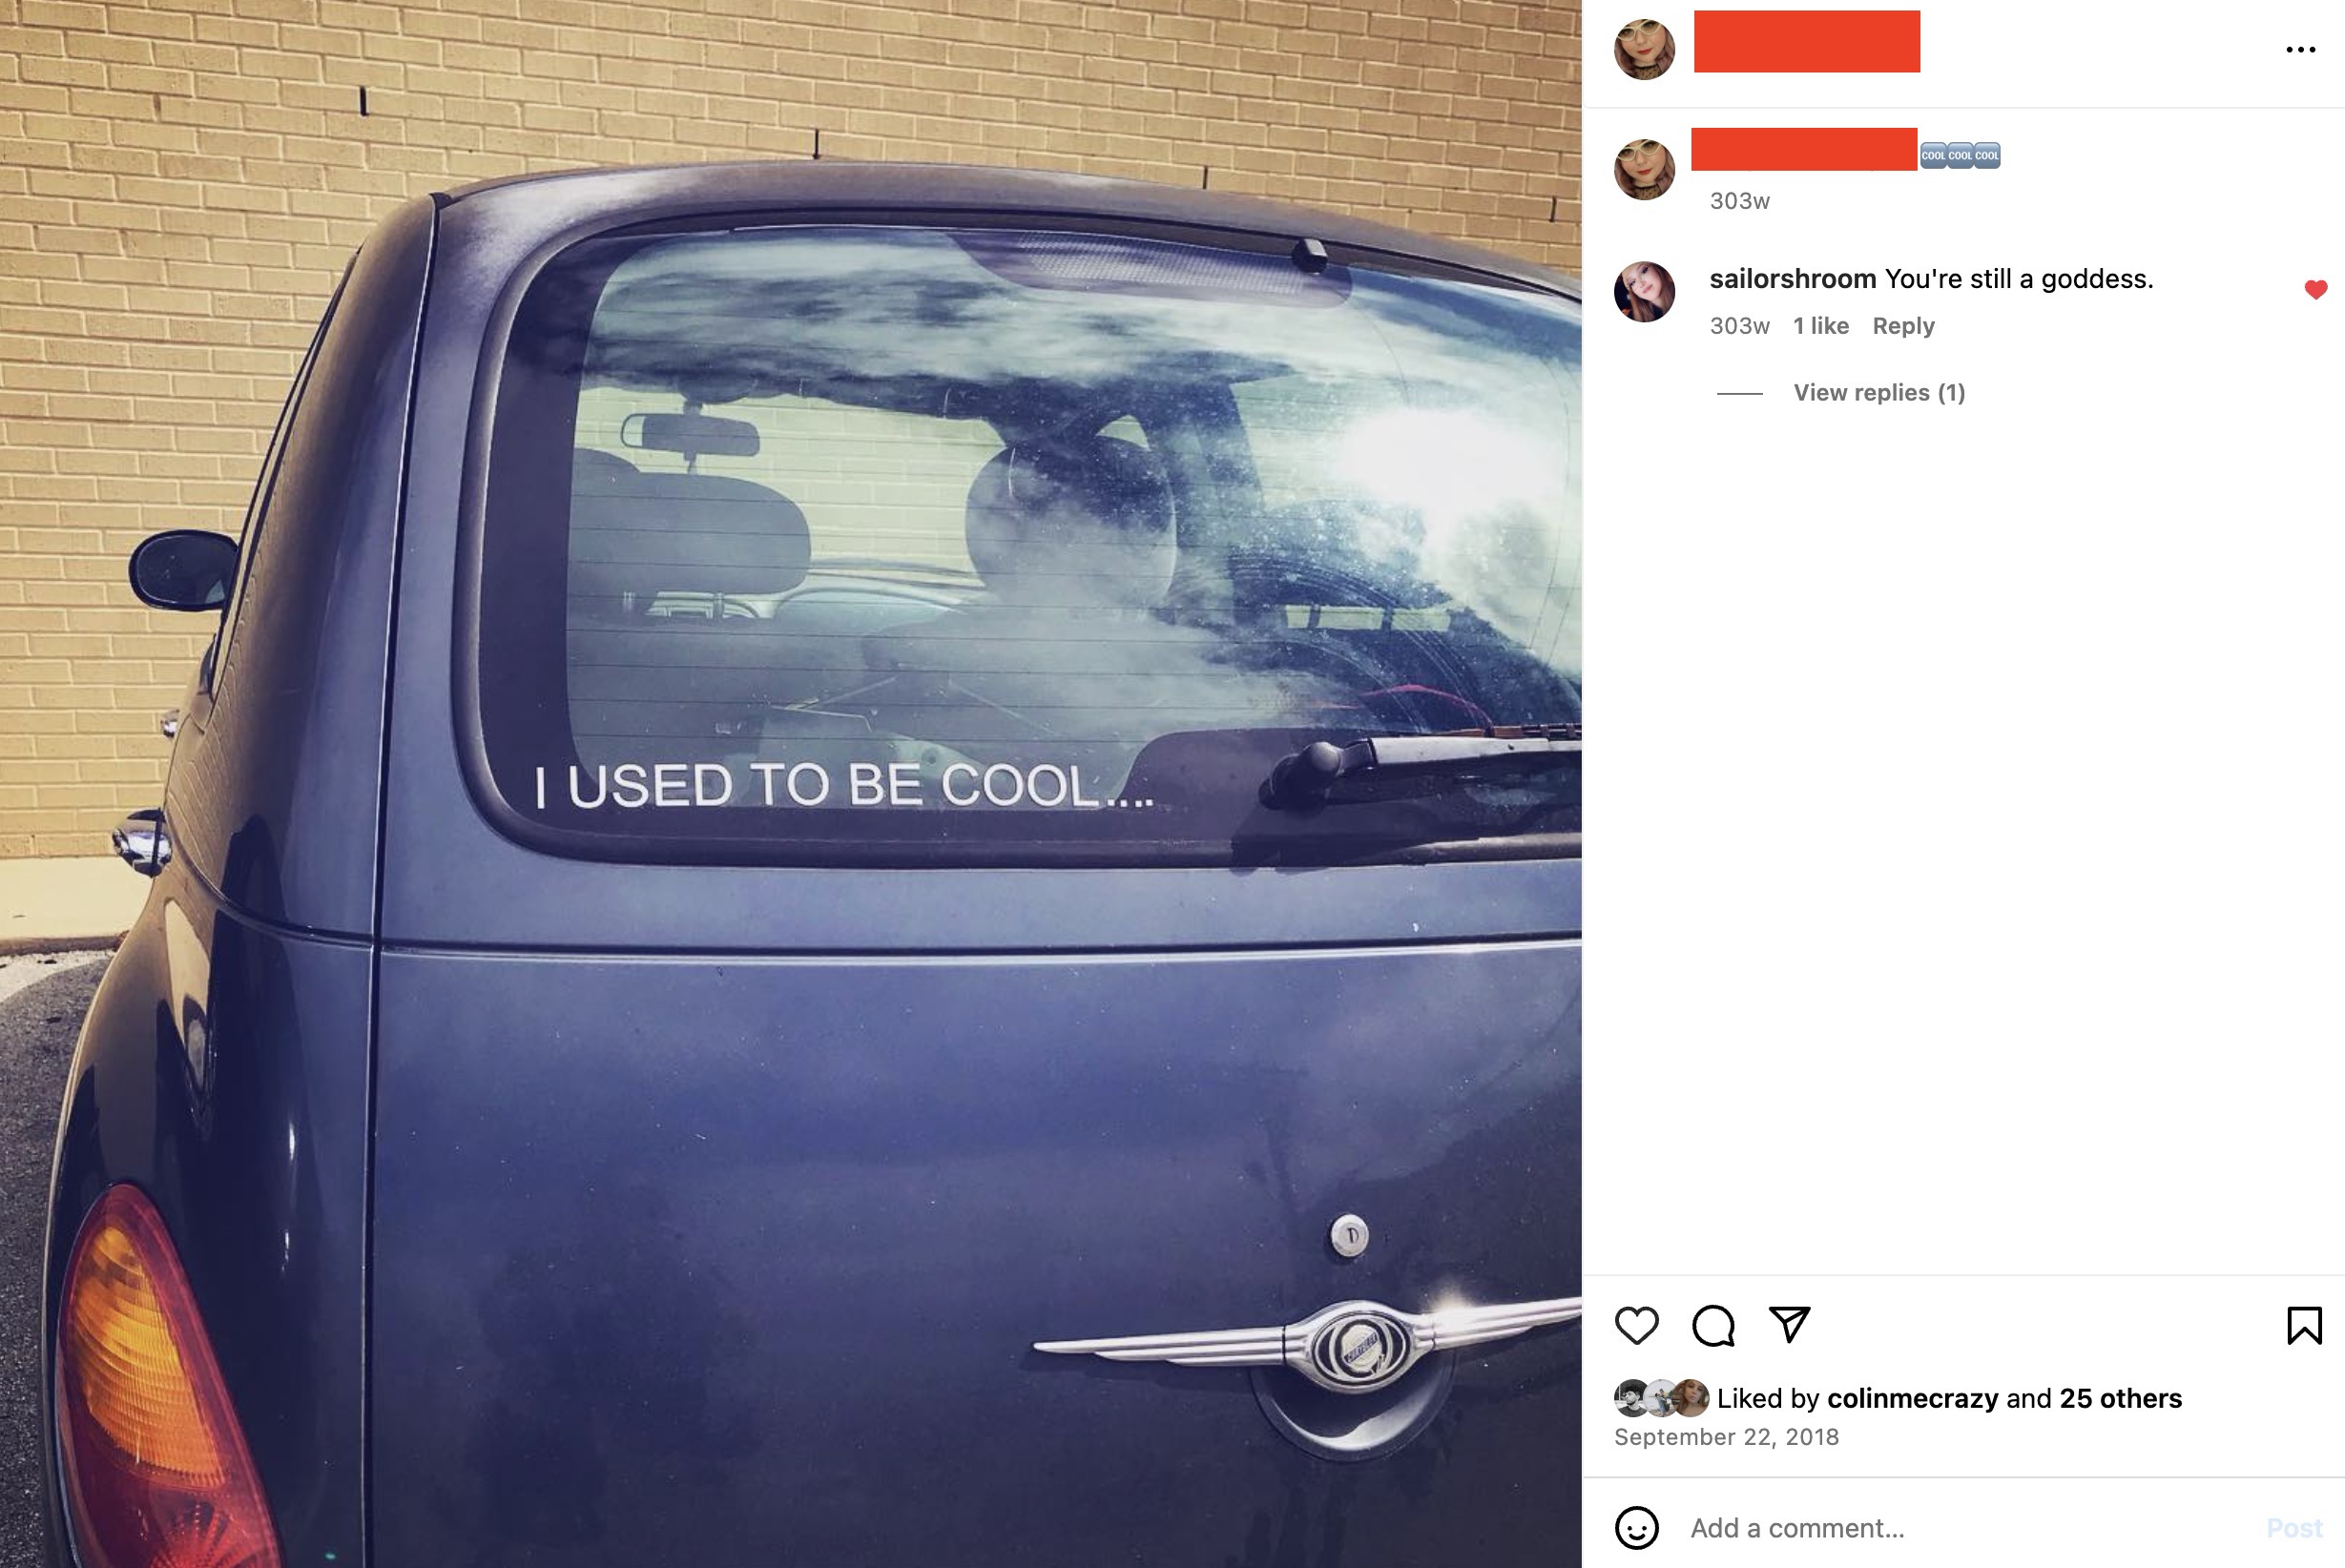 I USED TO BE COOL....
CHRYSLER
🆒🆒🆒
303w
sailorshroom You're still a goddess.
303w 1 like Reply
View replies (1)
Liked by colinmecrazy and 25 others
September 22, 2018
Add a comment...
Post